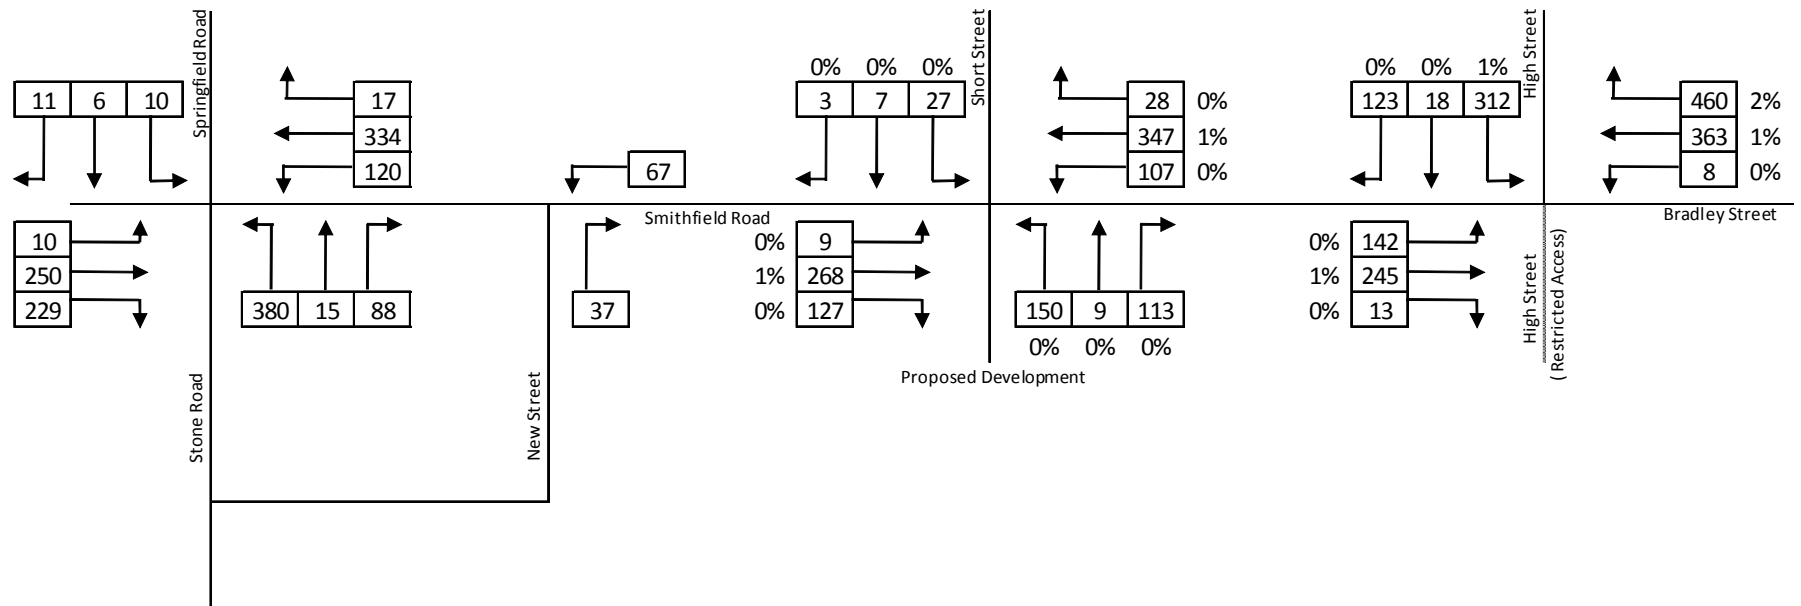 0% 0% 0% 0% 0% 1%
11 6 10 17 3 7 27 28 0% 123 18 312 460 2%
334 347 1% 363 1%
120 67 107 0% 8 0%
Springfield Road
Short Street
High Street
Smithfield Road
Bradley Street
10 0% 9 0% 142
250 1% 268 1% 245
229 380 15 88 37 0% 127 150 9 113 0% 13
0% 0% 0%
High Street
(Restricted Access)
Proposed Development
Stone Road
New Street